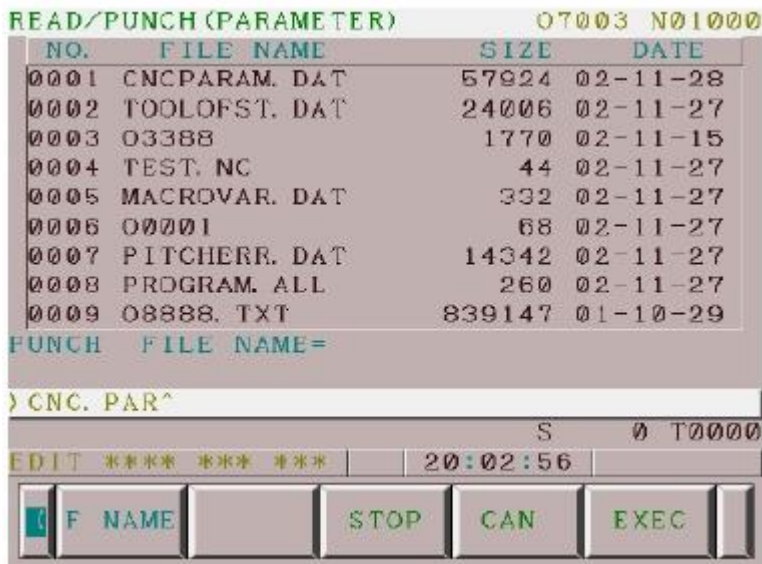 READ/PUNCH(PARAMETER) O7003 N01000
NO. FILE NAME SIZE DATE
0001 CNCPARAM. DAT 57924 02-11-28
0002 TOOLOFST. DAT 24006 02-11-27
0003 O3388 1770 02-11-15
0004 TEST. NC 44 02-11-27
0005 MACROVAR. DAT 332 02-11-27
0006 O0001 68 02-11-27
0007 PITCHERR. DAT 14342 02-11-27
0008 PROGRAM. ALL 260 02-11-27
0009 O8888. TXT 839147 01-10-29
PUNCH FILE NAME=
) CNC. PAR^
S 0 T0000
EDIT **** *** *** 20:02:56
( F NAME STOP CAN EXEC